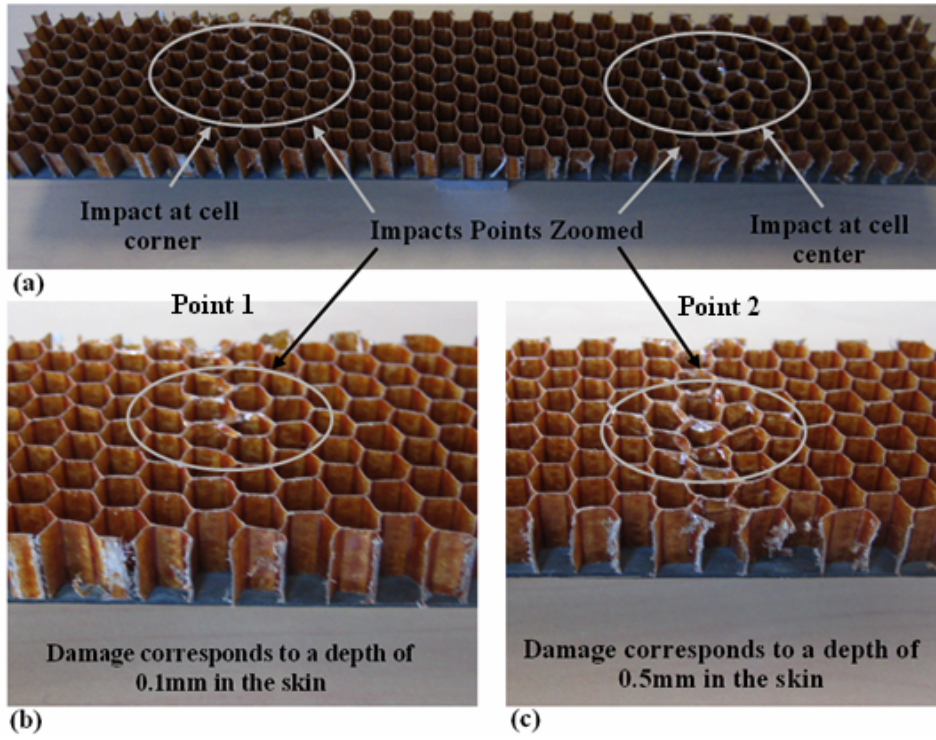 Impact at cell
corner
Impacts Points Zoomed
Impact at cell
center
(a)
Point 1
Point 2
Damage corresponds to a depth of
0.1mm in the skin
Damage corresponds to a depth of
0.5mm in the skin
(b)
(c)